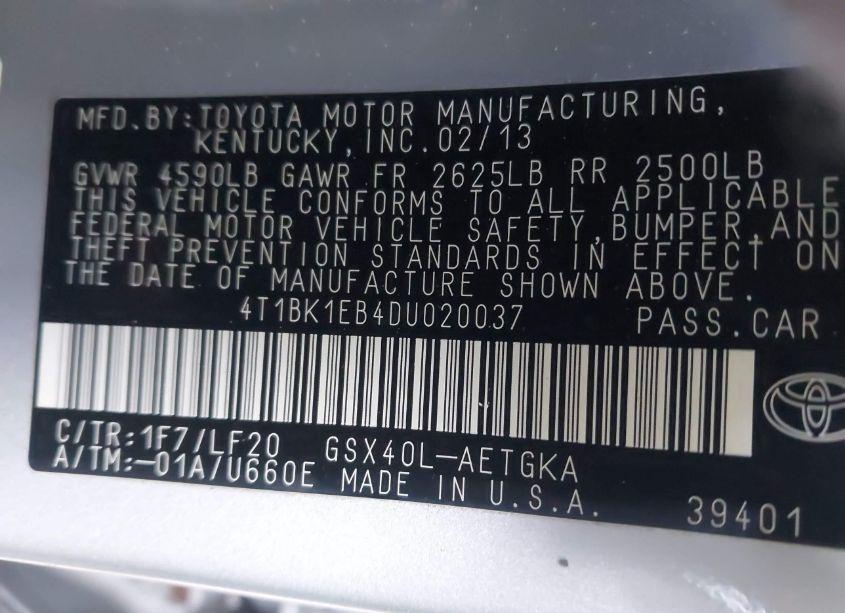 MFD. BY: TOYOTA MOTOR MANUFACTURING,
KENTUCKY, INC. 02/13
GVWR 4590LB GAWR FR 2625LB RR 2500LB
THIS VEHICLE CONFORMS TO ALL APPLICABLE
FEDERAL MOTOR VEHICLE SAFETY, BUMPER, AND
THEFT PREVENTION STANDARDS IN EFFECT ON
THE DATE OF MANUFACTURE SHOWN ABOVE.
4T1BK1EB4DU020037 PASS. CAR
C/TR: 1F7/LF20 GSX40L-AETGKA
A/TM: -01A/U660E MADE IN U.S.A.
39401